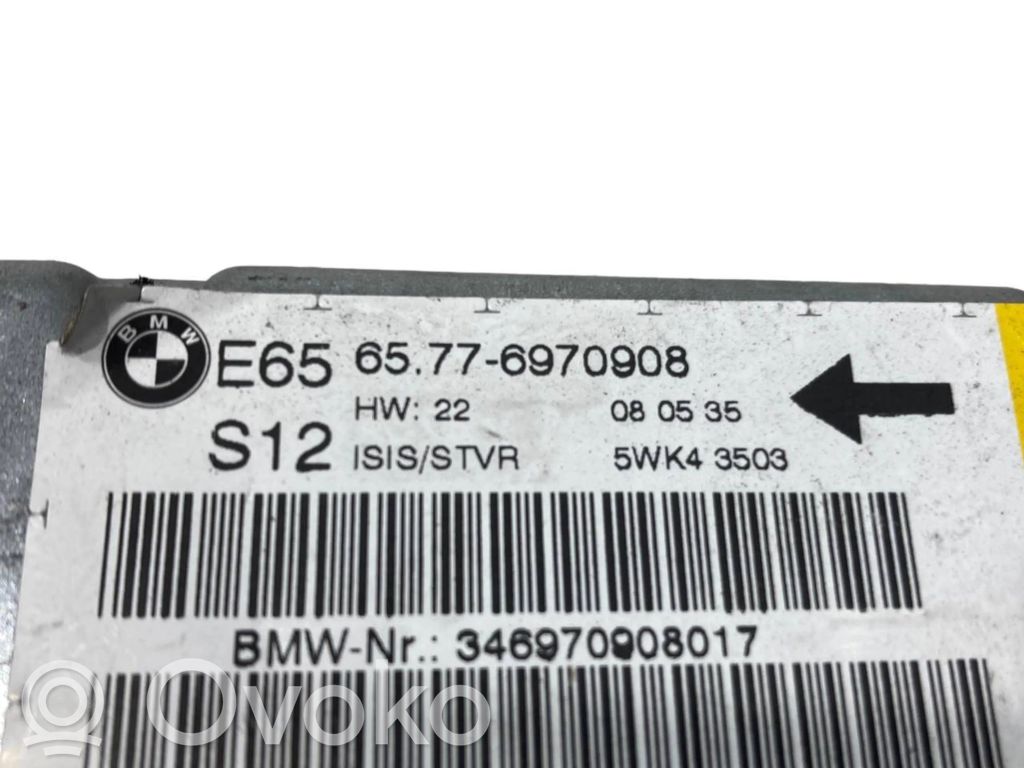 BMW
E65 65.77-6970908
HW: 22 08 05 35
S12 ISIS/STVR 5WK4 3503
BMW-Nr.: 346970908017
Ovoko